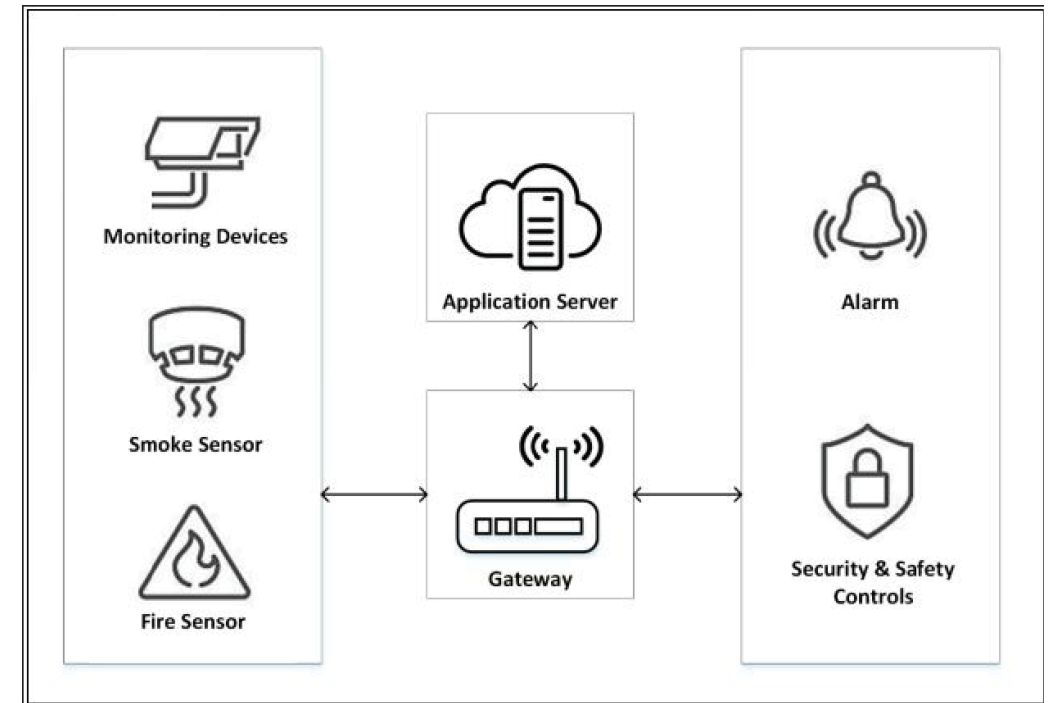 Monitoring Devices
Smoke Sensor
Fire Sensor
Application Server
Gateway
Alarm
Security & Safety
Controls